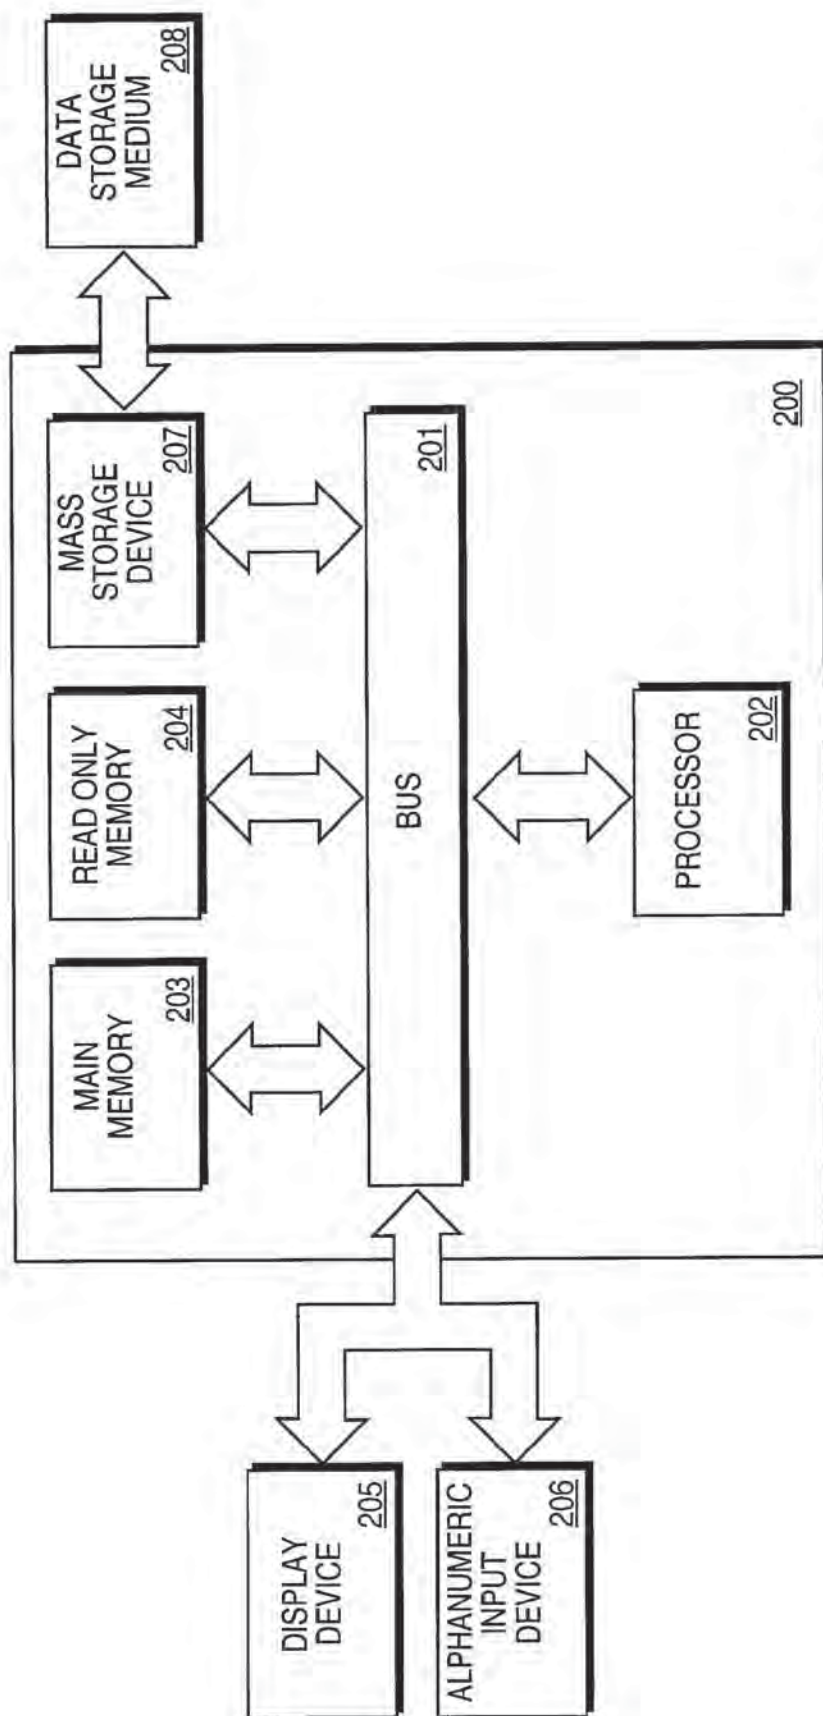 MAIN
MEMORY
203
READ ONLY
MEMORY
204
MASS
STORAGE
DEVICE
207
DATA
STORAGE
MEDIUM
208
DISPLAY
DEVICE
205
ALPHANUMERIC
INPUT
DEVICE
206
BUS
201
PROCESSOR
202
200